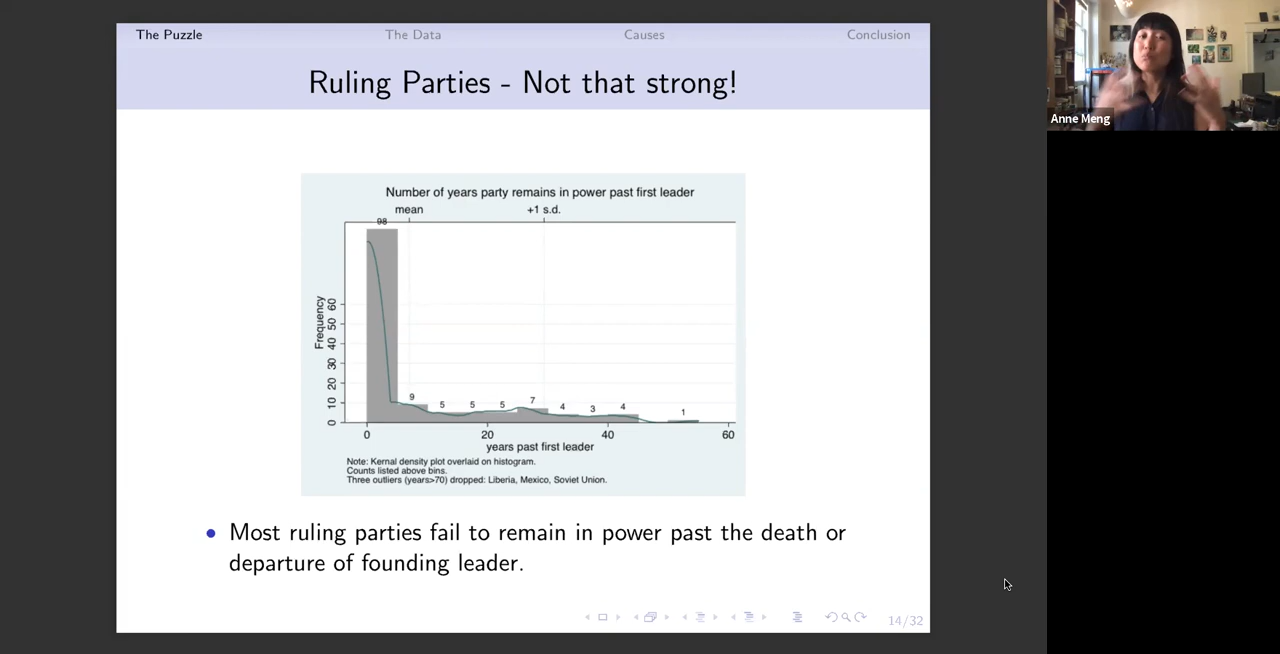 The Puzzle The Data Causes Conclusion
Ruling Parties - Not that strong!
Number of years party remains in power past first leader
mean +1 s.d.
98
Frequency
60
50
40
30
20
10
0
9 5 5 5 7 4 3 4 1
0 20 40 60
years past first leader
Note: Kernal density plot overlaid on histogram.
Counts listed above bins.
Three outliers (years>70) dropped: Liberia, Mexico, Soviet Union.
• Most ruling parties fail to remain in power past the death or
departure of founding leader.
14/32
Anne Meng